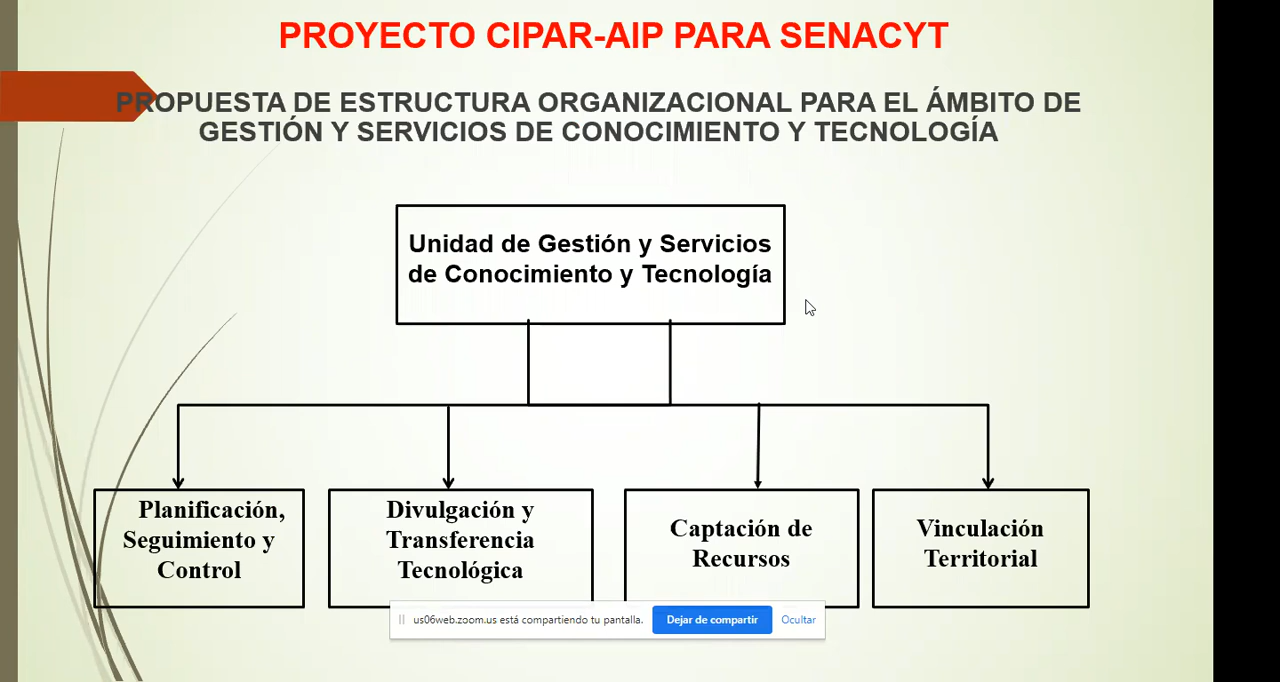 PROYECTO CIPAR-AIP PARA SENACYT
PROPUESTA DE ESTRUCTURA ORGANIZACIONAL PARA EL ÁMBITO DE
GESTIÓN Y SERVICIOS DE CONOCIMIENTO Y TECNOLOGÍA
Unidad de Gestión y Servicios
de Conocimiento y Tecnología
Planificación,
Seguimiento y
Control
Divulgación y
Transferencia
Tecnológica
Captación de
Recursos
Vinculación
Territorial
us06web.zoom.us está compartiendo tu pantalla.
Dejar de compartir
Ocultar